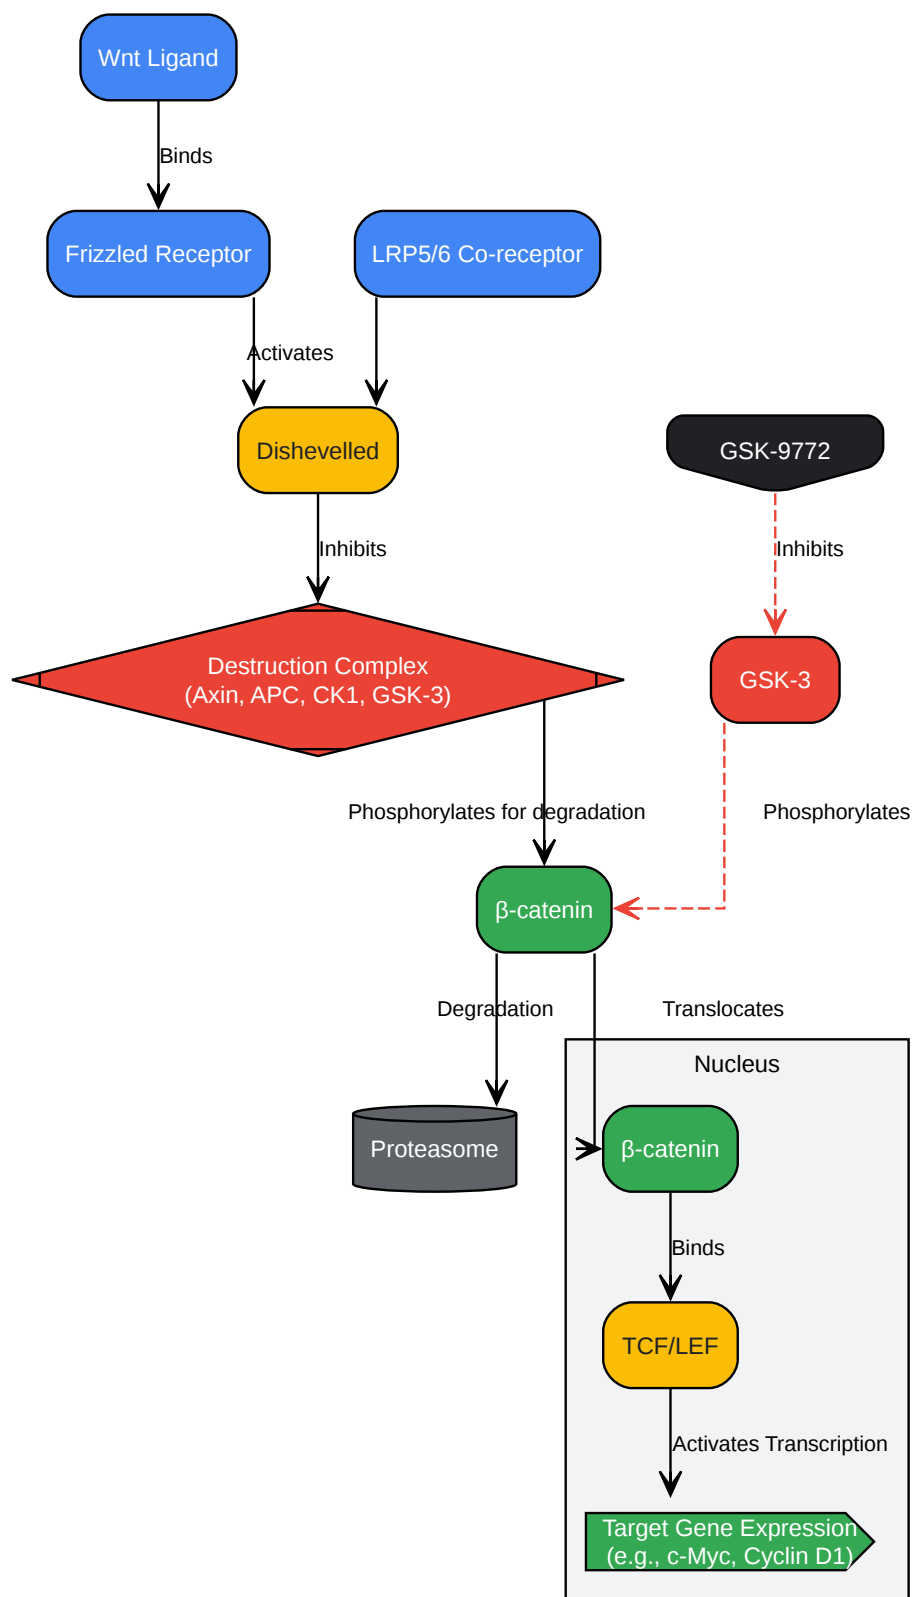 Wnt Ligand
Binds
Frizzled Receptor
LRP5/6 Co-receptor
Activates
Dishevelled
GSK-9772
Inhibits
Inhibits
Destruction Complex
(Axin, APC, CK1, GSK-3)
GSK-3
Phosphorylates for degradation
Phosphorylates
β-catenin
Degradation
Translocates
Nucleus
Proteasome
β-catenin
Binds
TCF/LEF
Activates Transcription
Target Gene Expression
(e.g., c-Myc, Cyclin D1)